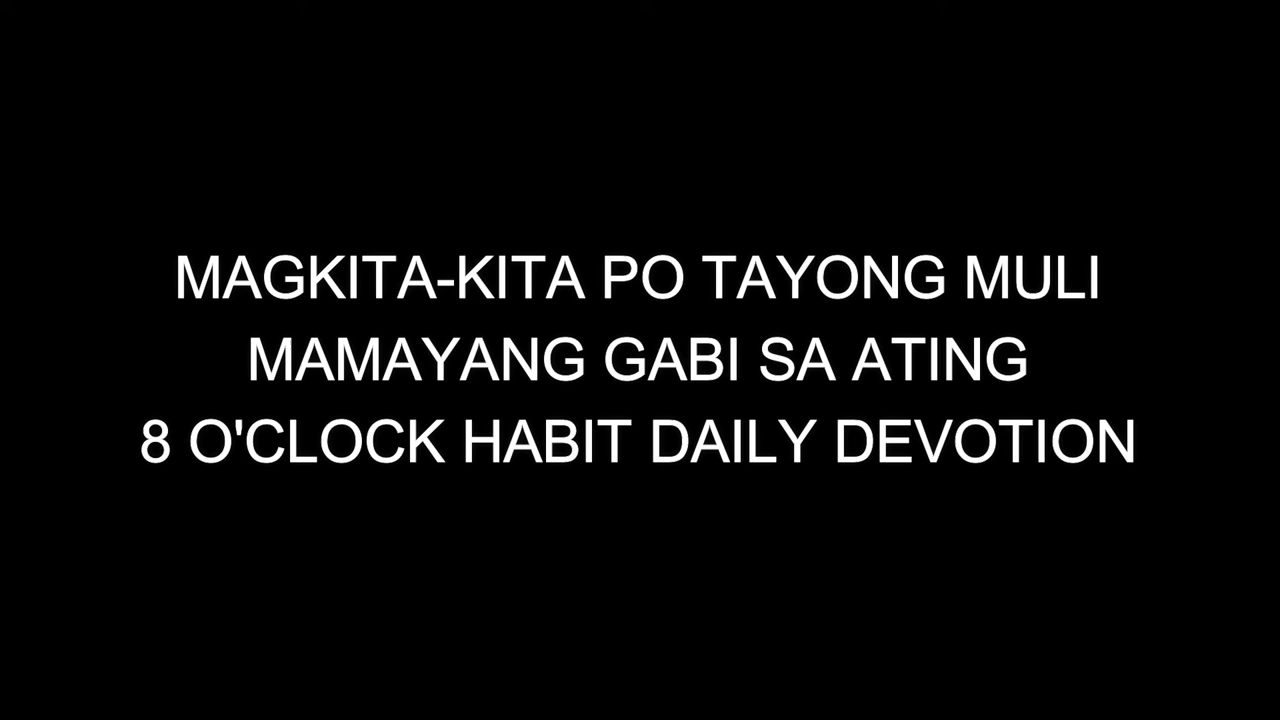 MAGKITA-KITA PO TAYONG MULI
MAMAYANG GABI SA ATING
8 O'CLOCK HABIT DAILY DEVOTION